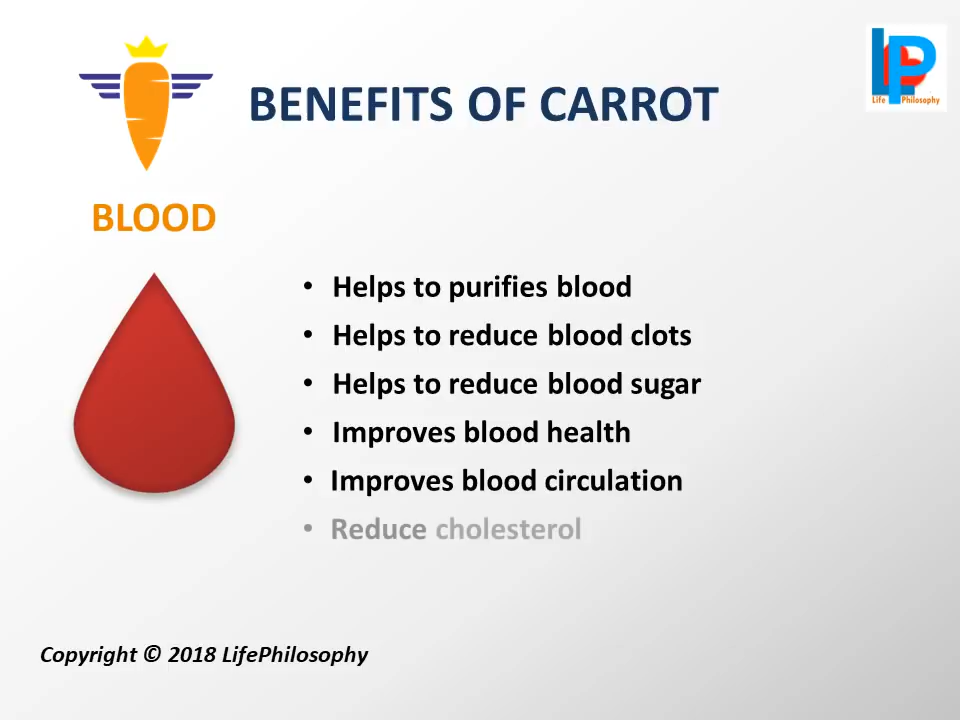 BENEFITS OF CARROT
LP
Life Philosophy
BLOOD
• Helps to purifies blood
• Helps to reduce blood clots
• Helps to reduce blood sugar
• Improves blood health
• Improves blood circulation
• Reduce cholesterol
Copyright © 2018 LifePhilosophy